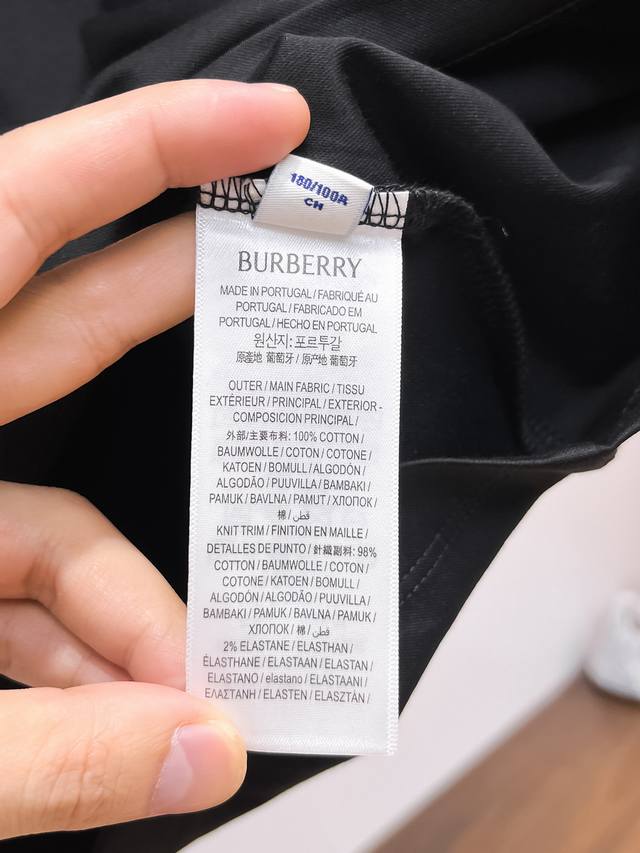 180/100A
CH
BURBERRY
MADE IN PORTUGAL / FABRIQUÉ AU
PORTUGAL / FABRICADO EM
PORTUGAL / HECHO EN PORTUGAL
원산지: 포르투갈
原產地 葡萄牙 / 原产地 葡萄牙
OUTER / MAIN FABRIC / TISSU
EXTÉRIEUR / PRINCIPAL / EXTERIOR -
COMPOSICION PRINCIPAL /
外部/主要布料: 100% COTTON /
BAUMWOLLE / COTON / COTONE /
KATOEN / BOMULL / ALGODÓN /
ALGODÃO / PUUVILLA / BAMBAKI /
PAMUK / BAVLNA / PAMUT / ХЛОПОК /
棉 / قطن /
KNIT TRIM / FINITION EN MAILLE /
DETALLES DE PUNTO / 針織副料: 98%
COTTON / BAUMWOLLE / COTON /
COTONE / KATOEN / BOMULL /
ALGODÓN / ALGODÃO / PUUVILLA /
BAMBAKI / PAMUK / BAVLNA / PAMUK /
ХЛОПОК / 棉 / قطن /
2% ELASTANE / ELASTHAN /
ÉLASTHANE / ELASTAAN / ELASTAN /
ELASTANO / elastano / ELASTAANI /
ΕΛΑΣΤΑΝΗ / ELASTEN / ELASZTÁN /